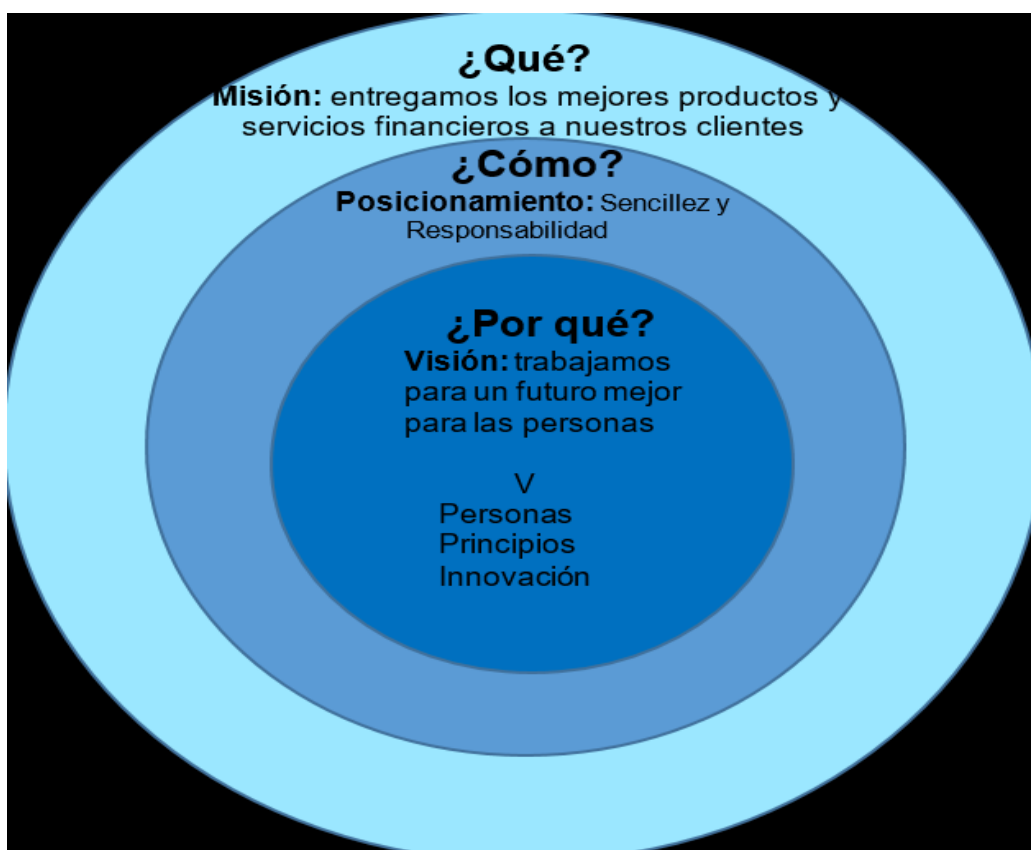 ¿Qué?
Misión: entregamos los mejores productos y
servicios financieros a nuestros clientes
¿Cómo?
Posicionamiento: Sencillez y
Responsabilidad
¿Por qué?
Visión: trabajamos
para un futuro mejor
para las personas
V
Personas
Principios
Innovación